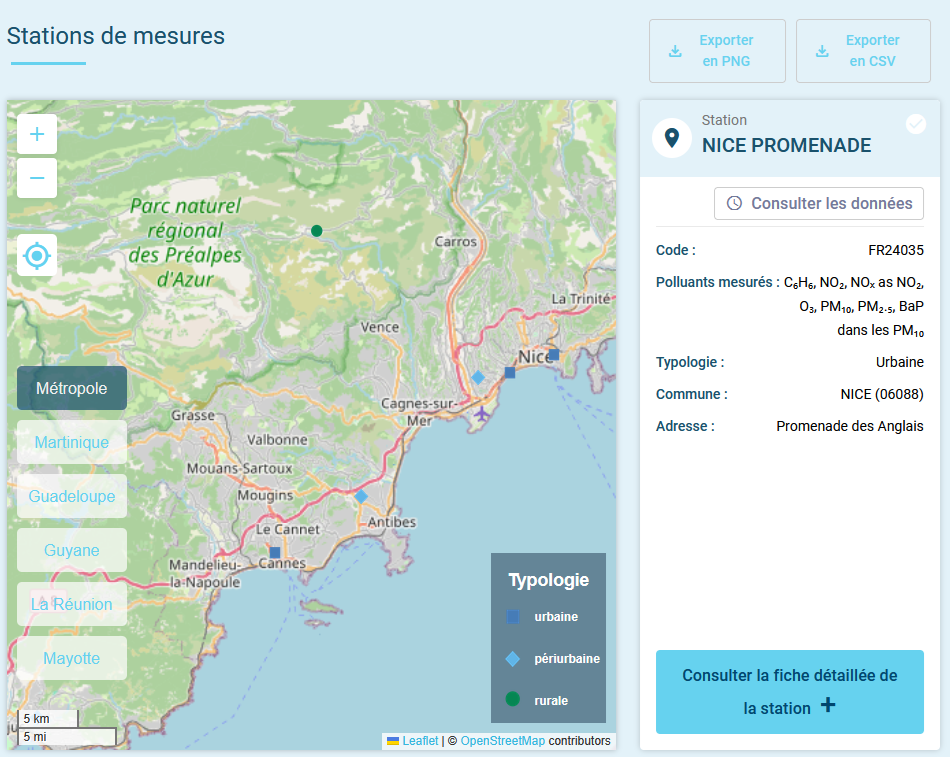 Stations de mesures
Exporter
en PNG
Exporter
en CSV
+
−
Parc naturel
régional
des Préalpes
d'Azur
Carros
La Trinité
Vence
Nice
Métropole
Cagnes-sur-
Mer
Grasse
Martinique
Valbonne
Mouans-Sartoux
Guadeloupe
Mougins
Antibes
Le Cannet
Guyane
Cannes
Mandelieu-
la-Napoule
La Réunion
Mayotte
5 km
5 mi
Typologie
urbaine
périurbaine
rurale
Leaflet | © OpenStreetMap contributors
Station
NICE PROMENADE
Consulter les données
Code : FR24035
Polluants mesurés : C₆H₆, NO₂, NOₓ as NO₂,
O₃, PM₁₀, PM₂.₅, BaP
dans les PM₁₀
Typologie : Urbaine
Commune : NICE (06088)
Adresse : Promenade des Anglais
Consulter la fiche détaillée de
la station +